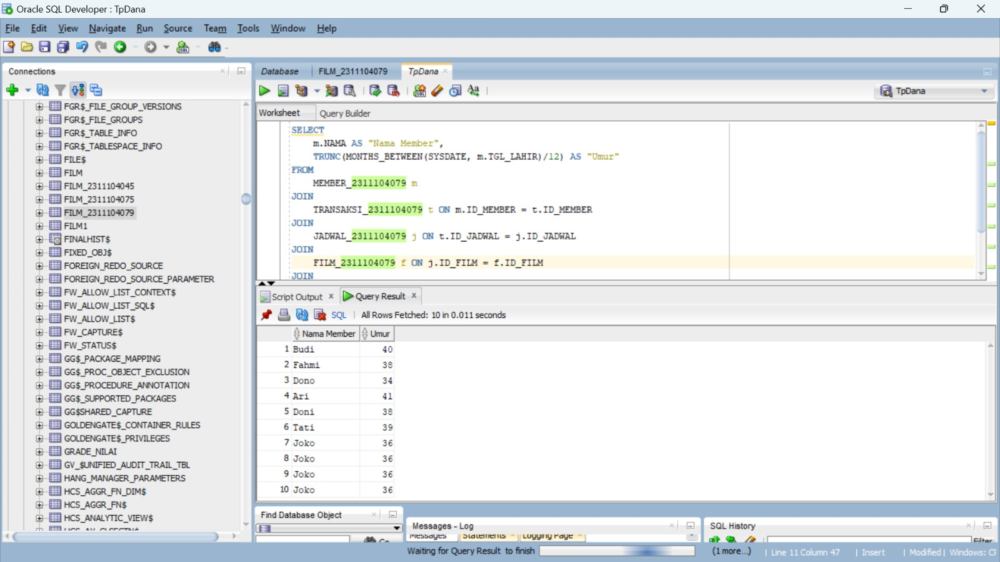 Oracle SQL Developer : TpDana
File Edit View Navigate Run Source Team Tools Window Help
Connections
FGR$_FILE_GROUP_VERSIONS
FGR$_FILE_GROUPS
FGR$_TABLE_INFO
FGR$_TABLESPACE_INFO
FILE$
FILM
FILM_2311104045
FILM_2311104075
FILM_2311104079
FILM1
FINALHIST$
FIXED_OBJ$
FOREIGN_REDO_SOURCE
FOREIGN_REDO_SOURCE_PARAMETER
FW_ALLOW_LIST_CONTEXT$
FW_ALLOW_LIST_SQL$
FW_ALLOW_LIST$
FW_CAPTURE$
FW_STATUS$
GG$_PACKAGE_MAPPING
GG$_PROC_OBJECT_EXCLUSION
GG$_PROCEDURE_ANNOTATION
GG$_SUPPORTED_PACKAGES
GG$SHARED_CAPTURE
GOLDENGATE$_CONTAINER_RULES
GOLDENGATE$_PRIVILEGES
GRADE_NILAI
GV_$UNIFIED_AUDIT_TRAIL_TBL
HANG_MANAGER_PARAMETERS
HCS_AGGR_FN_DIM$
HCS_AGGR_FN$
HCS_ANALYTIC_VIEW$
Database FILM_2311104079 TpDana
TpDana
Worksheet Query Builder
SELECT
m.NAMA AS "Nama Member",
TRUNC(MONTHS_BETWEEN(SYSDATE, m.TGL_LAHIR)/12) AS "Umur"
FROM
MEMBER_2311104079 m
JOIN
TRANSAKSI_2311104079 t ON m.ID_MEMBER = t.ID_MEMBER
JOIN
JADWAL_2311104079 j ON t.ID_JADWAL = j.ID_JADWAL
JOIN
FILM_2311104079 f ON j.ID_FILM = f.ID_FILM
JOIN
Script Output Query Result
SQL All Rows Fetched: 10 in 0.011 seconds
Nama Member Umur
1 Budi 40
2 Fahmi 38
3 Dono 34
4 Ari 41
5 Doni 38
6 Tati 39
7 Joko 36
8 Joko 36
9 Joko 36
10 Joko 36
Find Database Object
Go
Messages - Log
Messages Statements Logging Page
SQL History
Filter
Waiting for Query Result to finish
(1 more...) | Line 11 Column 47 | Insert | Modified | Windows: